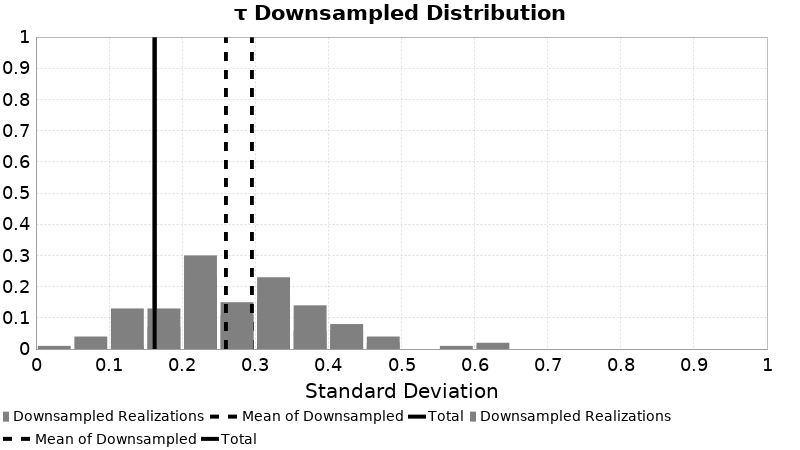 τ Downsampled Distribution
1
0.9
0.8
0.7
0.6
0.5
0.4
0.3
0.2
0.1
0
0 0.1 0.2 0.3 0.4 0.5 0.6 0.7 0.8 0.9 1
Standard Deviation
Downsampled Realizations Mean of Downsampled Total Downsampled Realizations
Mean of Downsampled Total